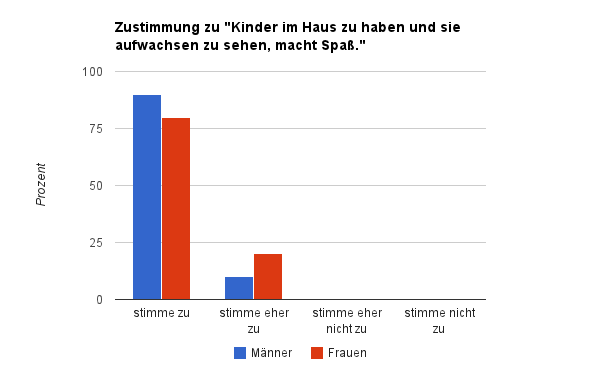 Zustimmung zu "Kinder im Haus zu haben und sie
aufwachsen zu sehen, macht Spaß."
100
75
50
25
0
Prozent
stimme zu
stimme eher
zu
stimme eher
nicht zu
stimme nicht
zu
Männer
Frauen